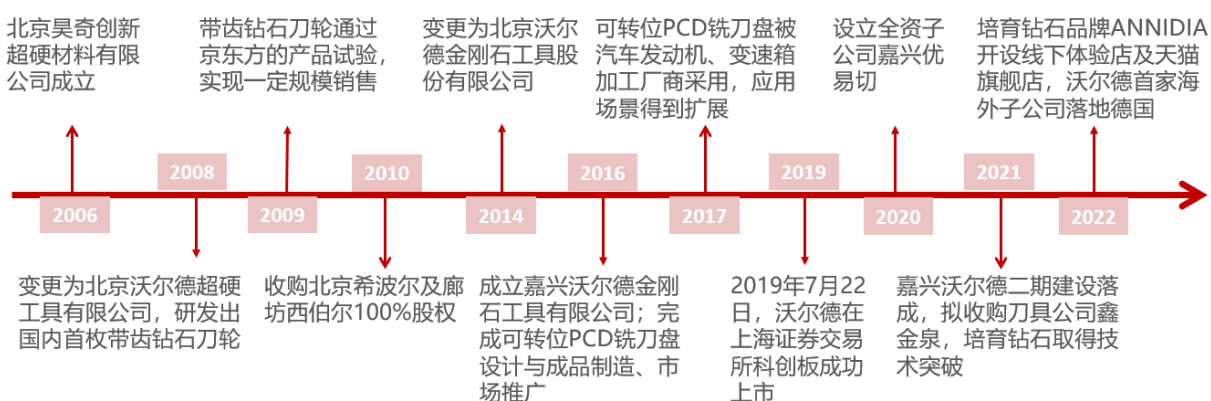 北京昊奇创新
超硬材料有限
公司成立
带齿钻石刀轮通过
京东方的产品试验，
实现一定规模销售
变更为北京沃尔
德金刚石工具股
份有限公司
可转位PCD铣刀盘被
汽车发动机、变速箱
加工厂商采用，应用
场景得到扩展
设立全资子
公司嘉兴优
易切
培育钻石品牌ANNIDIA
开设线下体验店及天猫
旗舰店，沃尔德首家海
外子公司落地德国
2008
2010
2016
2019
2021
2006
2009
2014
2017
2020
2022
变更为北京沃尔德超硬
工具有限公司，研发出
国内首枚带齿钻石刀轮
收购北京希波尔及廊
坊西伯尔100%股权
成立嘉兴沃尔德金刚
石工具有限公司；完
成可转位PCD铣刀盘
设计与成品制造、市
场推广
2019年7月22
日，沃尔德在
上海证券交易
所科创板成功
上市
嘉兴沃尔德二期建设落
成，拟收购刀具公司鑫
金泉，培育钻石取得技
术突破